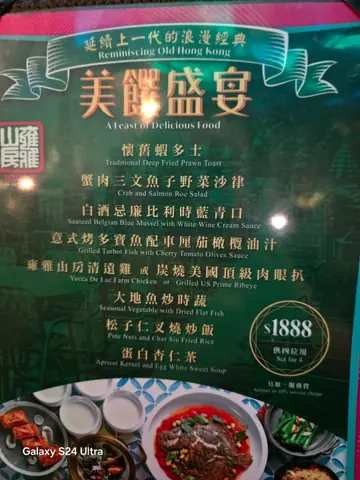 延續上一代的浪漫經典
Reminiscing Old Hong Kong
美饌盛宴
A Feast of Delicious Food
雍雅山房
懷舊蝦多士
Traditional Deep Fried Prawn Toast
蟹肉三文魚子野菜沙律
Crab and Salmon Roe Salad
白酒忌廉比利時藍青口
Sauteed Belgian Blue Mussel with White Wine Cream Sauce
意式烤多寶魚配車厘茄橄欖油汁
Grilled Turbot Fish with Cherry Tomato Olives Sauce
雍雅山房清遠雞 或 炭燒美國頂級肉眼扒
Yucca De Lac Farm Chicken or Grilled US Prime Ribeye
大地魚炒時蔬
Seasonal Vegetable with Dried Flat Fish
松子仁叉燒炒飯
Pine Nuts and Char Siu Fried Rice
蛋白杏仁茶
Apricot Kernel and Egg White Sweet Soup
$1888
供四位用
Set for 4
另加一服務費
Subject to 10% service charge
Galaxy S24 Ultra